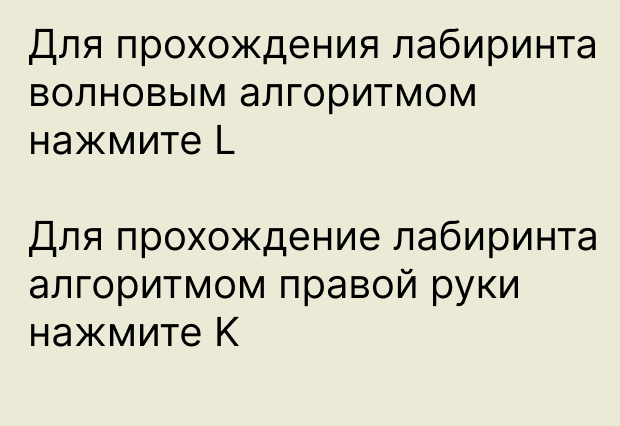 Для прохождения лабиринта
волновым алгоритмом
нажмите L
Для прохождение лабиринта
алгоритмом правой руки
нажмите K